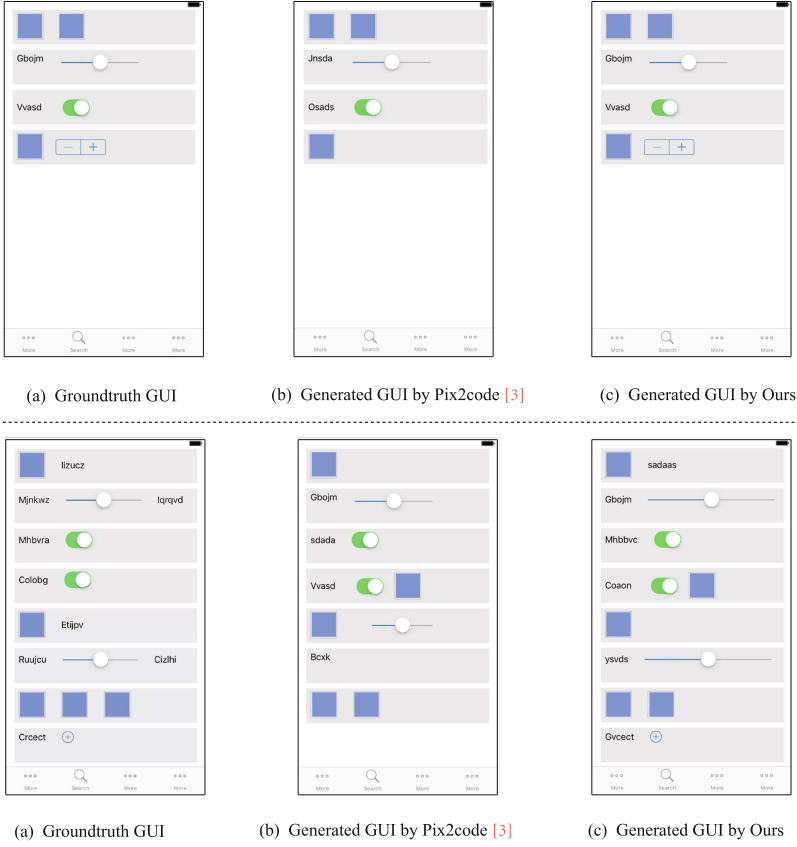 Gbojm
Vvasd
More Search More More
(a) Groundtruth GUI
Jnsda
Osads
More Search More More
(b) Generated GUI by Pix2code [3]
Gbojm
Vvasd
More Search More More
(c) Generated GUI by Ours
Iizucz
Mjnkwz Iqrqvd
Mhbvra
Colobg
Etijpv
Ruujcu Cizlhi
Crcect
More Search More More
(a) Groundtruth GUI
Gbojm
sdada
Vvasd
Bcxk
More Search More More
(b) Generated GUI by Pix2code [3]
sadaas
Gbojm
Mhbbvc
Coaon
ysvds
Gvcect
More Search More More
(c) Generated GUI by Ours